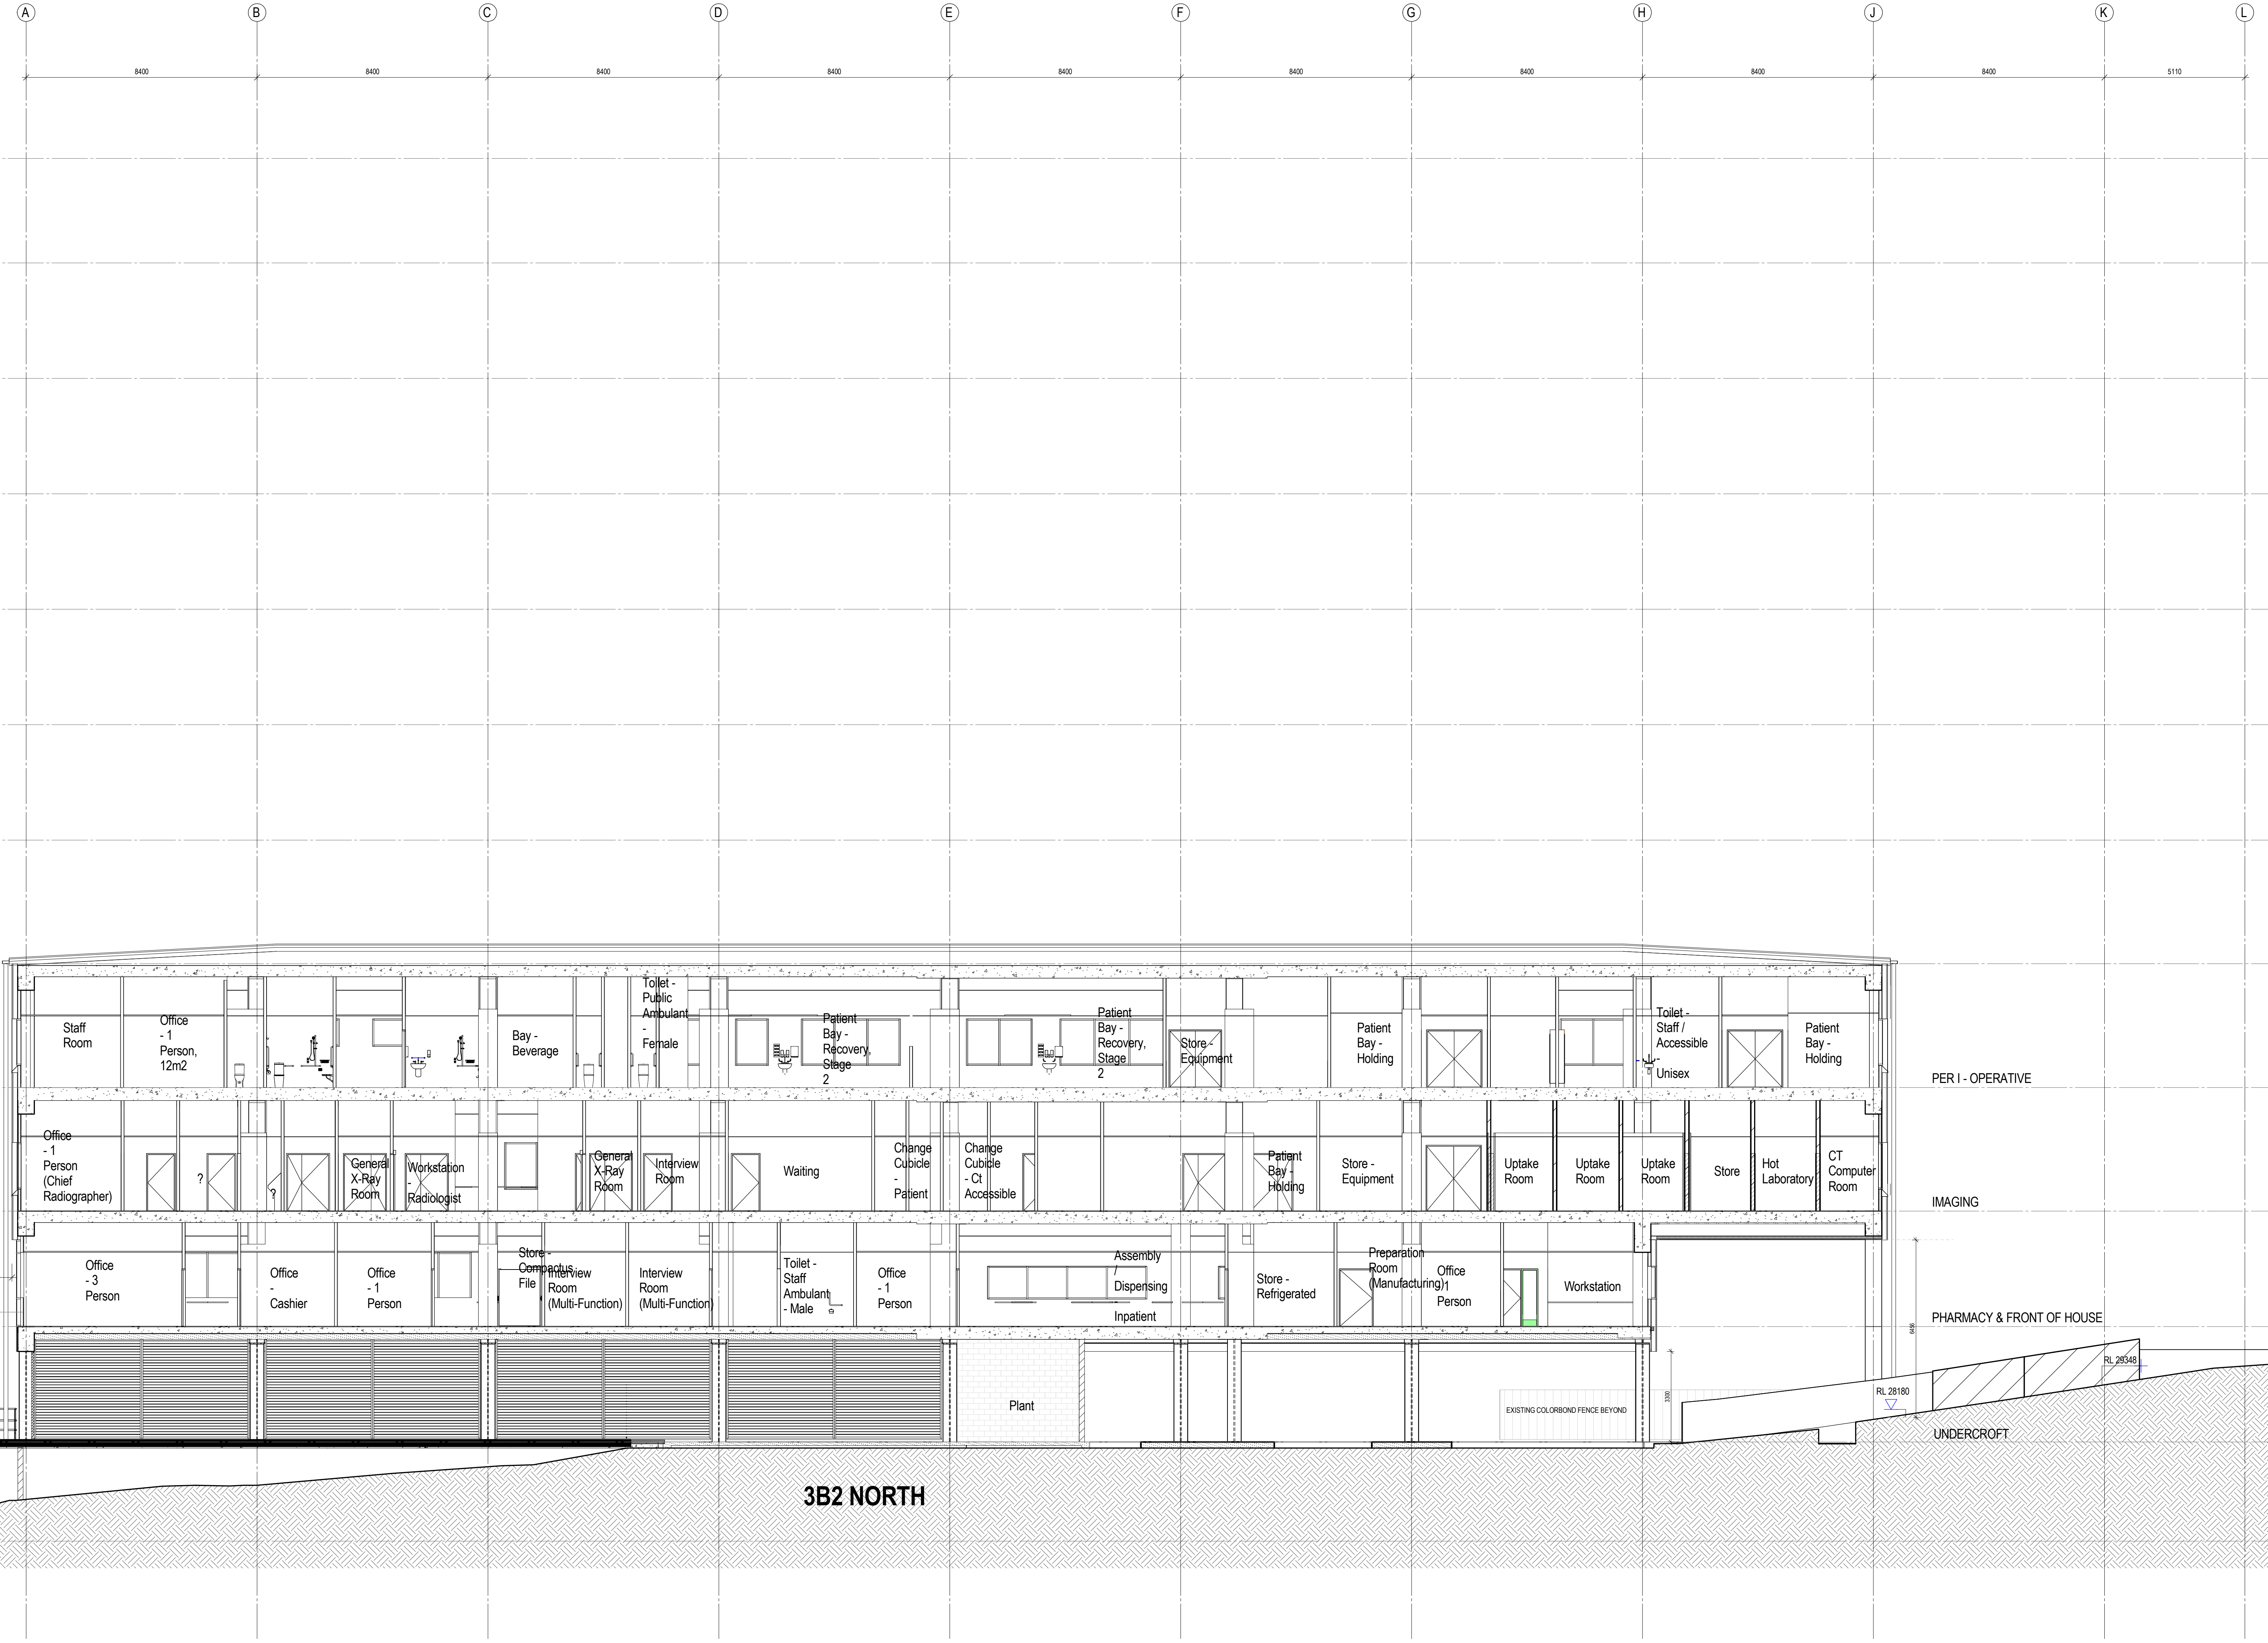 A B C D E F G H J K L
8400 8400 8400 8400 8400 8400 8400 8400 8400 5110
Staff
Room
Office
- 1
Person,
12m2
Bay -
Beverage
Toilet -
Public
Ambulant
-
Female
Patient
Bay -
Recovery,
Stage
2
Patient
Bay -
Recovery,
Stage
2
Store -
Equipment
Patient
Bay -
Holding
Toilet -
Staff /
Accessible
-
Unisex
Patient
Bay -
Holding
PER I - OPERATIVE
Office
- 1
Person
(Chief
Radiographer)
?
?
General
X-Ray
Room
Workstation
-
Radiologist
General
X-Ray
Room
Interview
Room
Waiting
Change
Cubicle
-
Patient
Change
Cubicle
- Ct
Accessible
Patient
Bay -
Holding
Store -
Equipment
Uptake
Room
Uptake
Room
Uptake
Room
Store
Hot
Laboratory
CT
Computer
Room
IMAGING
Office
- 3
Person
Office
-
Cashier
Office
- 1
Person
Store -
Compactus
File
Interview
Room
(Multi-Function)
Interview
Room
(Multi-Function)
Toilet -
Staff
Ambulant
- Male
Office
- 1
Person
Assembly
/
Dispensing
-
Inpatient
Store -
Refrigerated
Preparation
Room
(Manufacturing)
Office
- 1
Person
Workstation
PHARMACY & FRONT OF HOUSE
6456
3300
RL 29348
RL 28180
Plant
EXISTING COLORBOND FENCE BEYOND
UNDERCROFT
3B2 NORTH